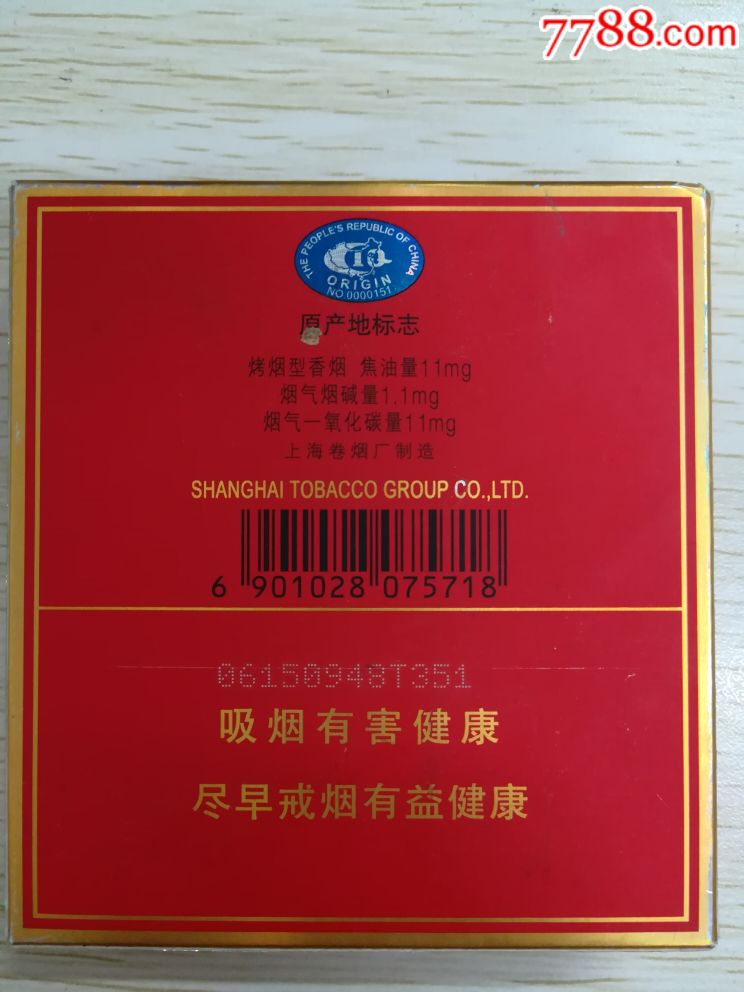 7788.com
THE PEOPLE'S REPUBLIC OF CHINA
CIQ
ORIGIN
NO.0000151
原产地标志
烤烟型香烟 焦油量11mg
烟气烟碱量1.1mg
烟气一氧化碳量11mg
上海卷烟厂制造
SHANGHAI TOBACCO GROUP CO.,LTD.
6 901028 075718
06150948T351
吸烟有害健康
尽早戒烟有益健康